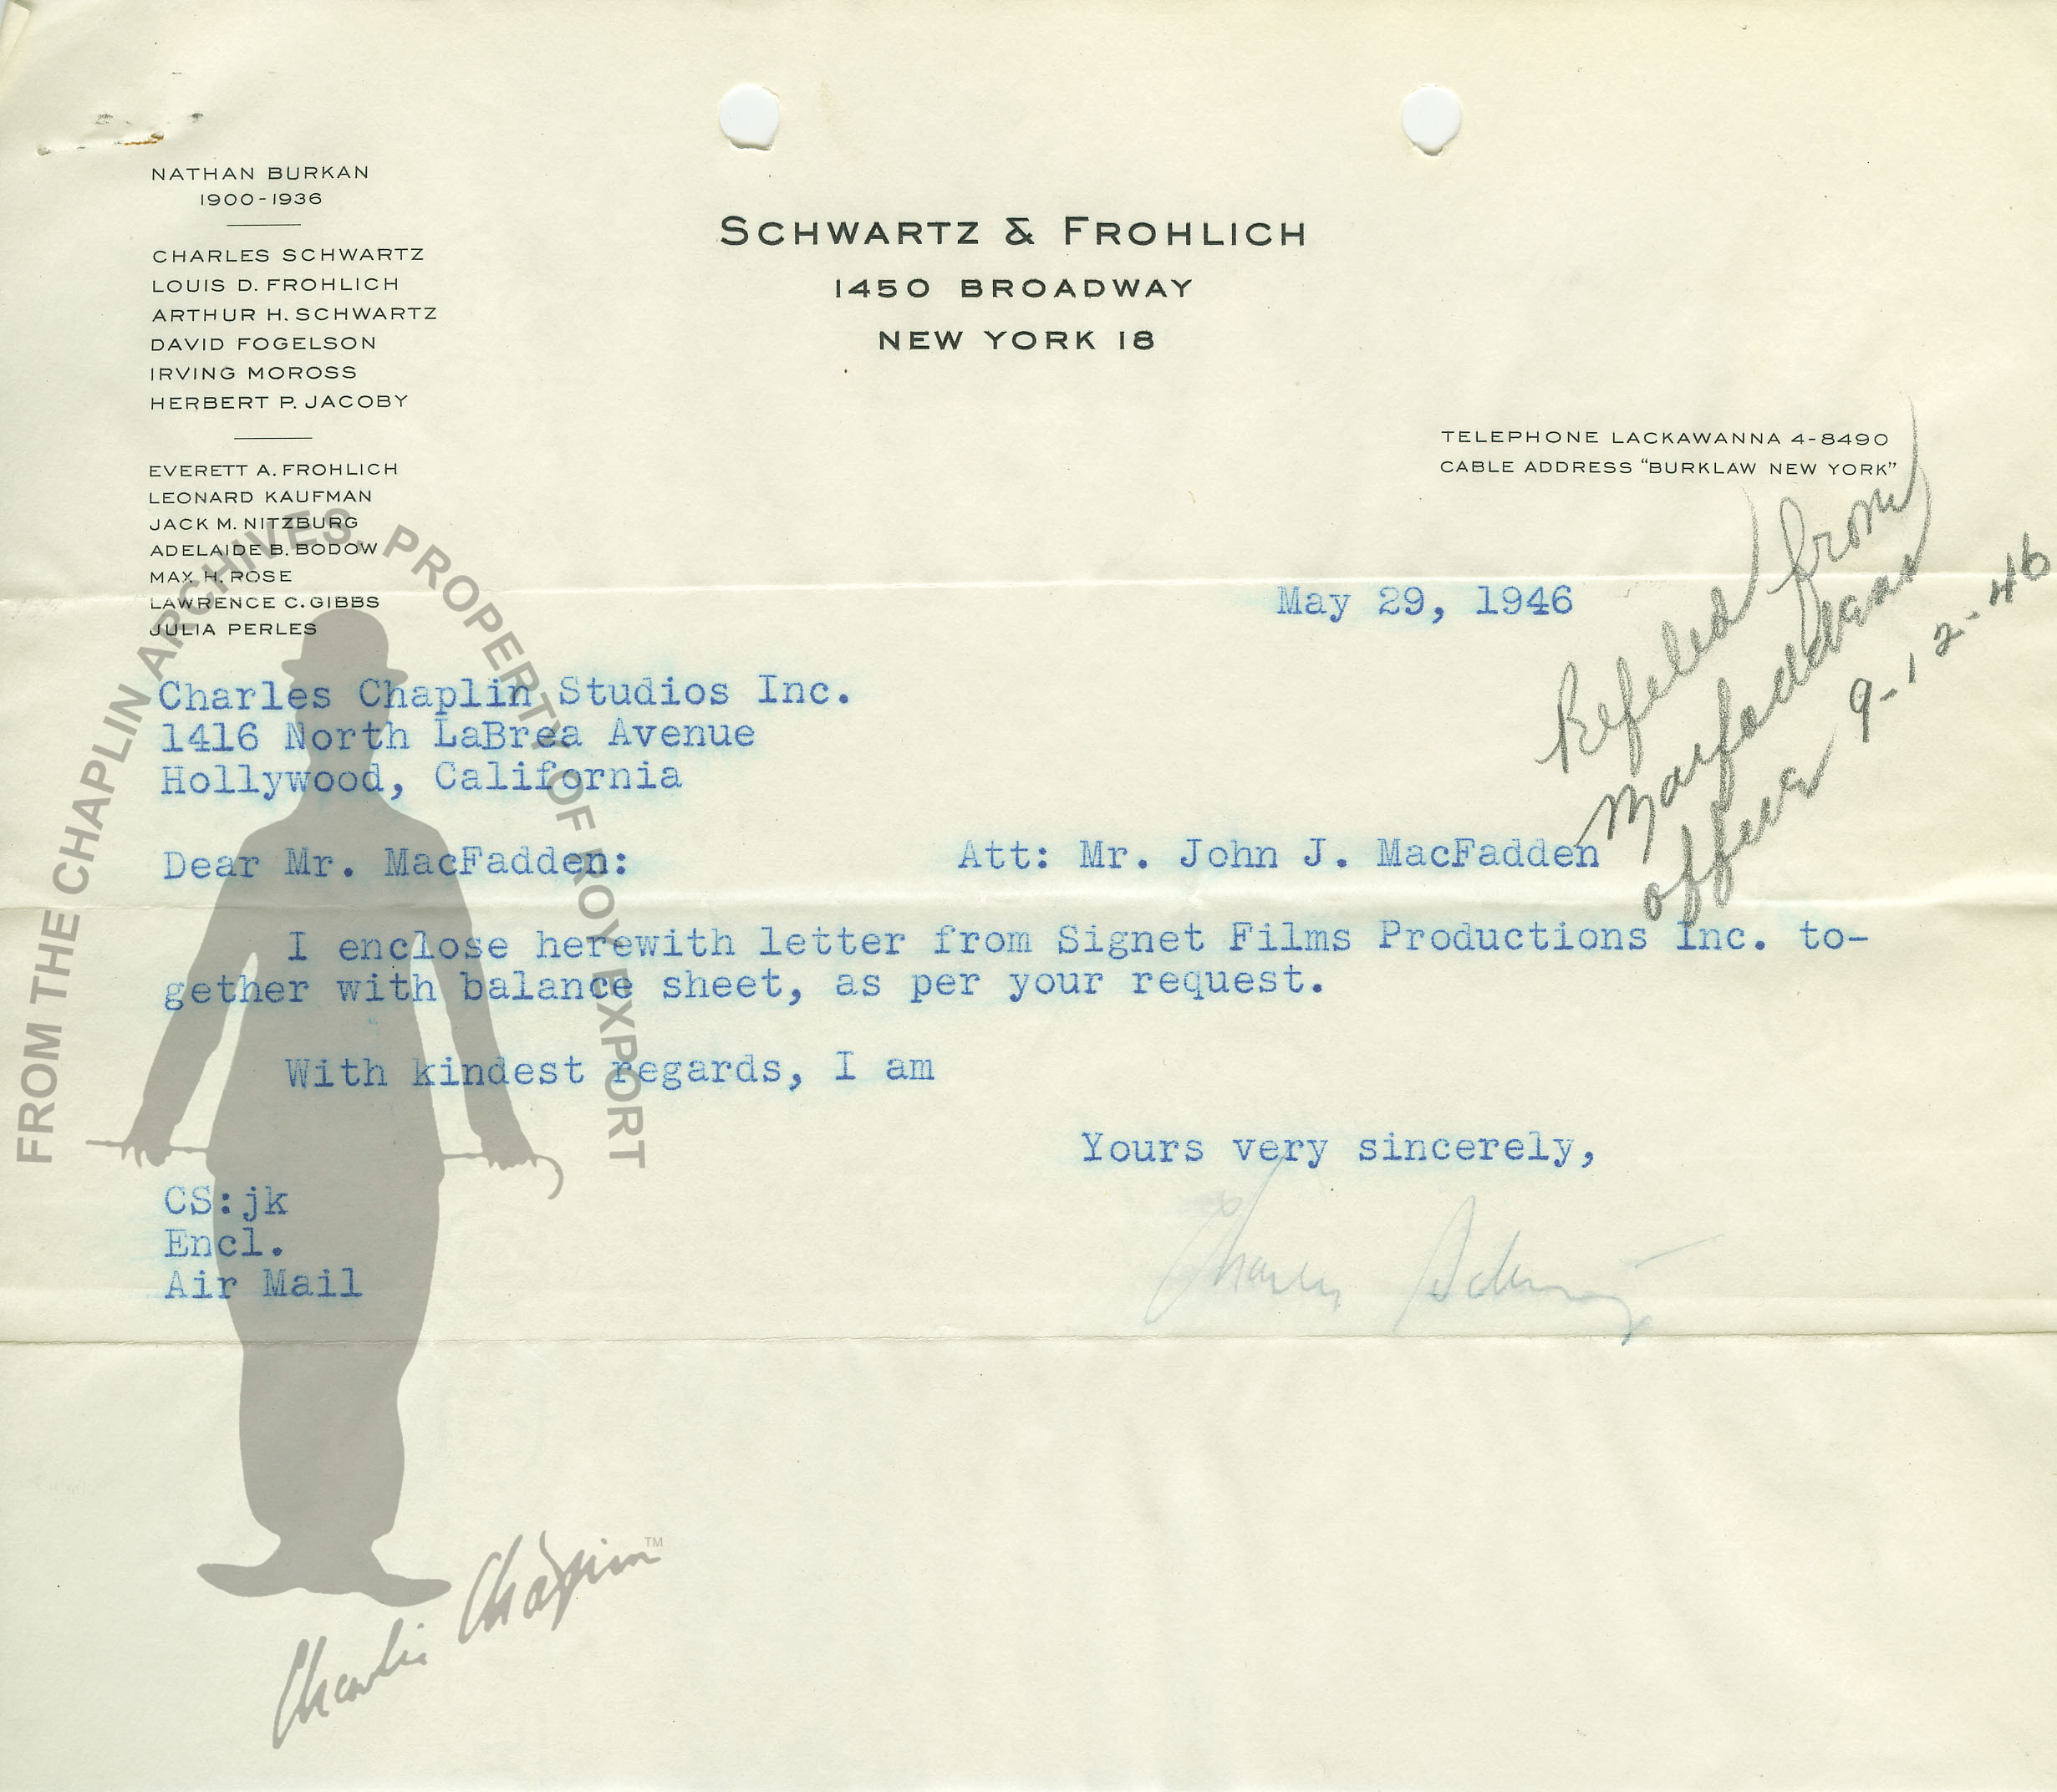 NATHAN BURKAN
1900-1936
CHARLES SCHWARTZ
LOUIS D. FROHLICH
ARTHUR H. SCHWARTZ
DAVID FOGELSON
IRVING MOROSS
HERBERT P. JACOBY
EVERETT A. FROHLICH
LEONARD KAUFMAN
JACK M. NITZBURG
ADELAIDE B. BODOW
MAX H. ROSE
LAWRENCE C. GIBBS
JULIA PERLES
SCHWARTZ & FROHLICH
1450 BROADWAY
NEW YORK 18
TELEPHONE LACKAWANNA 4-8490
CABLE ADDRESS "BURKLAW NEW YORK"
Refiled from
office 9-12-46
May 29, 1946
Charles Chaplin Studios Inc.
1416 North LaBrea Avenue
Hollywood, California
Dear Mr. MacFadden: Att: Mr. John J. MacFadden
I enclose herewith letter from Signet Films Productions Inc. to-
gether with balance sheet, as per your request.
With kindest regards, I am
Yours very sincerely,
Charles Schwartz
CS:jk
Encl.
Air Mail
FROM THE CHAPLIN ARCHIVES. PROPERTY OF ROY EXPORT
Charlie Chaplin™